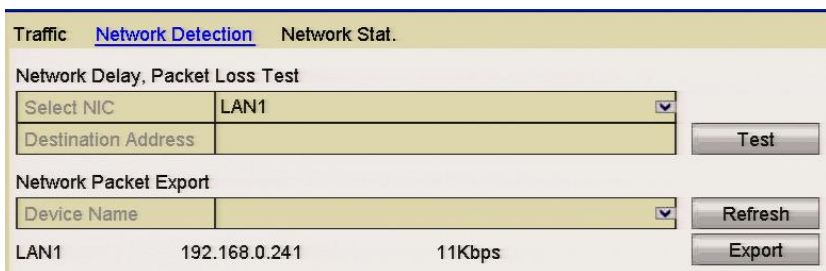 Traffic Network Detection Network Stat.
Network Delay, Packet Loss Test
Select NIC LAN1
Destination Address Test
Network Packet Export
Device Name Refresh
LAN1 192.168.0.241 11Kbps Export